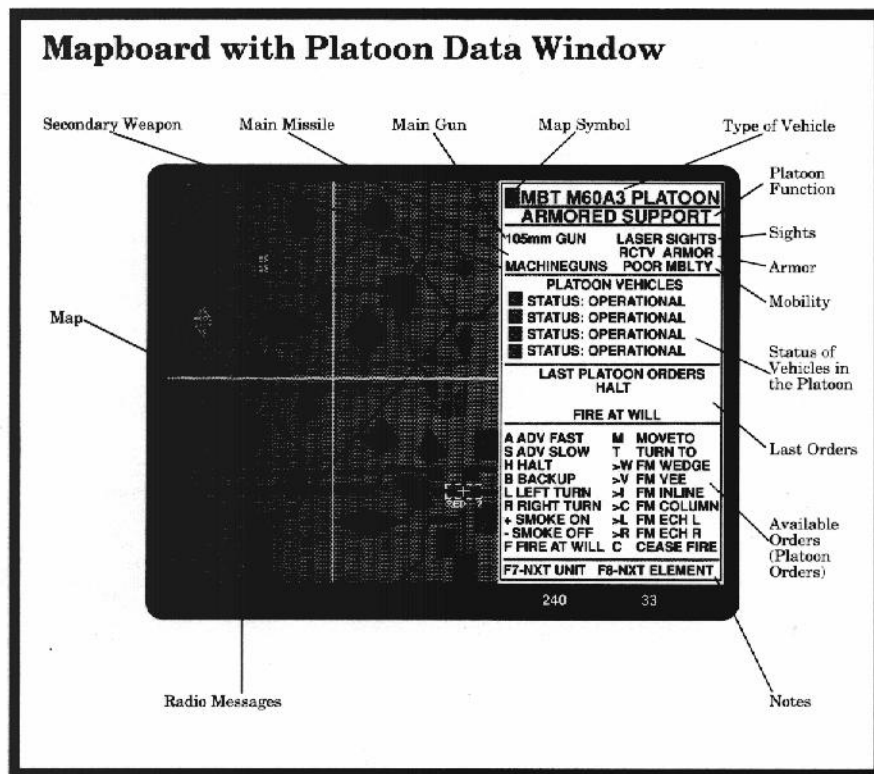 Mapboard with Platoon Data Window
Secondary Weapon
Main Missile
Main Gun
Map Symbol
Type of Vehicle
Platoon
Function
Sights
Armor
Mobility
Map
Status of
Vehicles in
the Platoon
Last Orders
Available
Orders
(Platoon
Orders)
Radio Messages
Notes
MBT M60A3 PLATOON
ARMORED SUPPORT
105mm GUN LASER SIGHTS
RCTV ARMOR
MACHINEGUNS POOR MBLTY
PLATOON VEHICLES
STATUS: OPERATIONAL
STATUS: OPERATIONAL
STATUS: OPERATIONAL
STATUS: OPERATIONAL
LAST PLATOON ORDERS
HALT
FIRE AT WILL
A ADV FAST M MOVETO
S ADV SLOW T TURN TO
H HALT >W FM WEDGE
B BACKUP >V FM VEE
L LEFT TURN >I FM INLINE
R RIGHT TURN >C FM COLUMN
+ SMOKE ON >L FM ECH L
- SMOKE OFF >R FM ECH R
F FIRE AT WILL C CEASE FIRE
F7-NXT UNIT F8-NXT ELEMENT
240 33